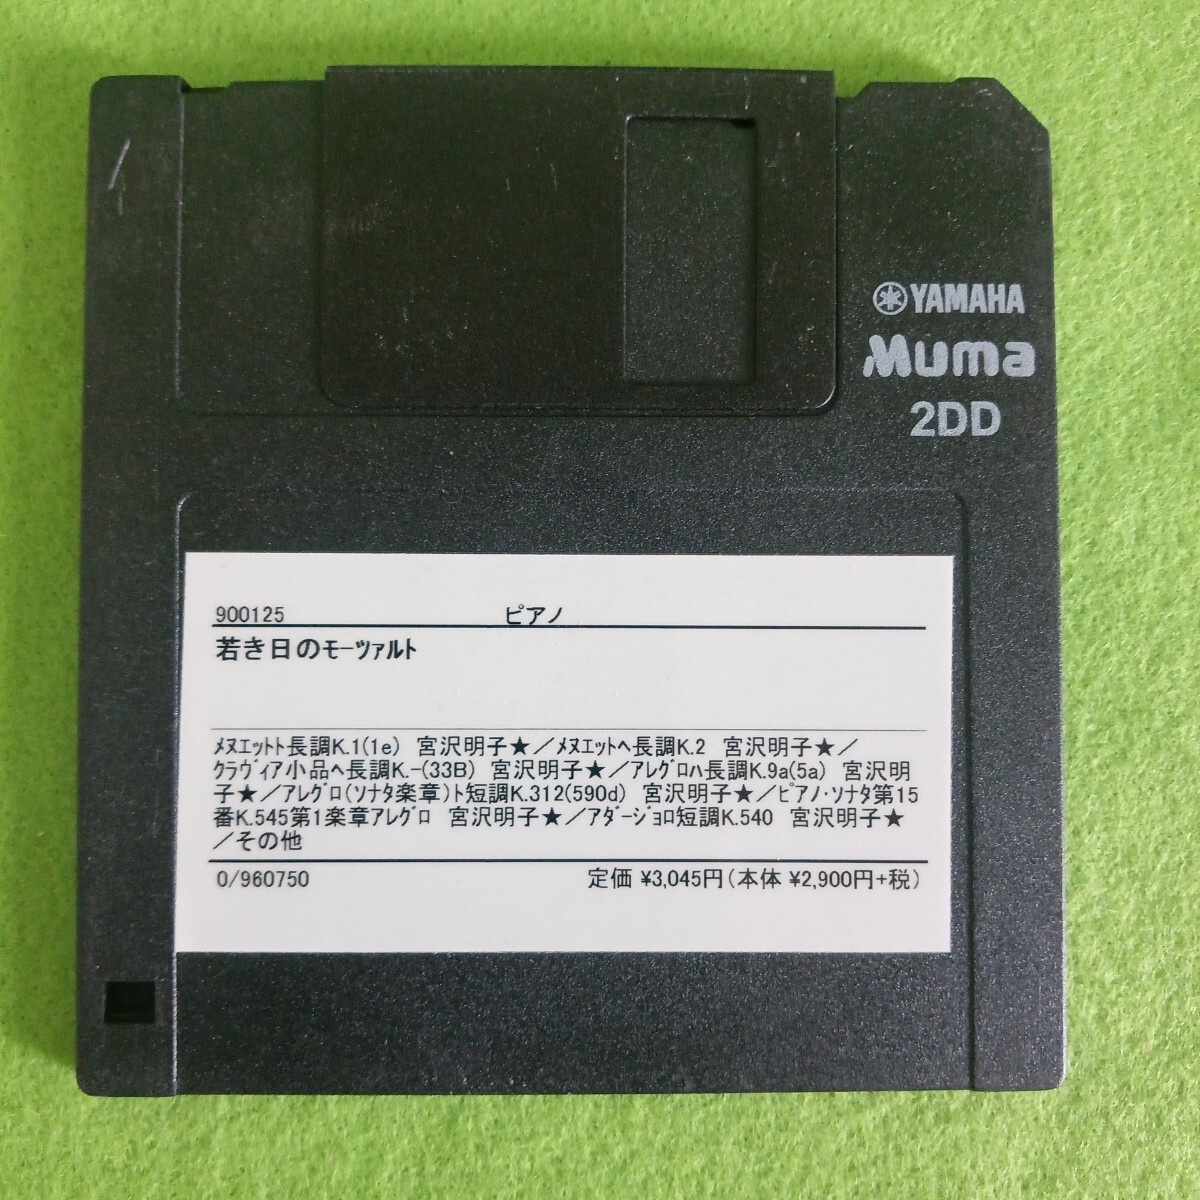 YAMAHA
Muma
2DD
900125 ピアノ
若き日のﾓｰﾂｧﾙﾄ
ﾒﾇｴｯﾄﾄ長調K.1(1e) 宮沢明子★／ﾒﾇｴｯﾄﾍ長調K.2 宮沢明子★／
ｸﾗｳﾞｨｱ小品ﾍ長調K.-(33B) 宮沢明子★／ｱﾚｸﾞﾛﾊ長調K.9a(5a) 宮沢明
子★／ｱﾚｸﾞﾛ(ｿﾅﾀ楽章)ﾄ短調K.312(590d) 宮沢明子★／ﾋﾟｱﾉ･ｿﾅﾀ第15
番K.545第1楽章ｱﾚｸﾞﾛ 宮沢明子★／ｱﾀﾞｰｼﾞｮﾛ短調K.540 宮沢明子★
／その他
0/960750 定価 ¥3,045円(本体 ¥2,900円+税)